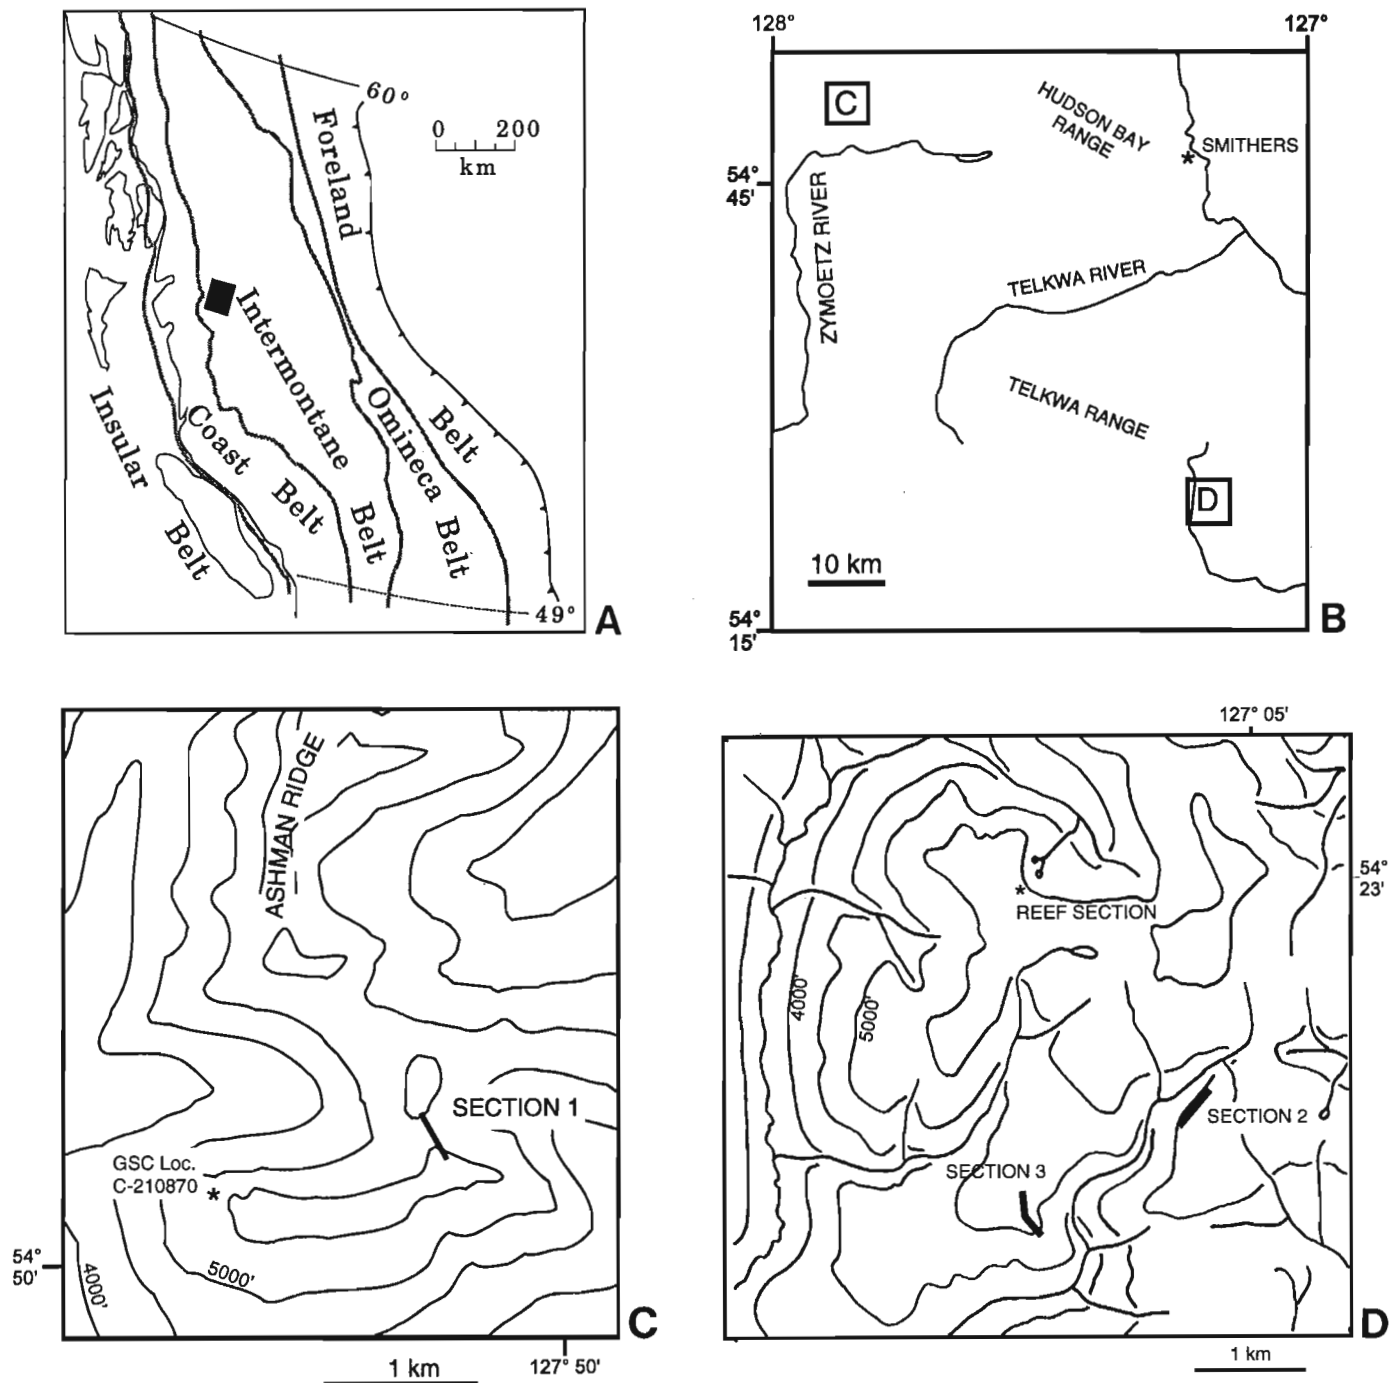 60°
0 200
km
Foreland
Belt
Intermontane
Belt
Omineca
Belt
Coast
Belt
Insular
Belt
49°
A
128°
127°
C
HUDSON BAY
RANGE
SMITHERS
*
54°
45'
ZYMOETZ RIVER
TELKWA RIVER
TELKWA RANGE
D
10 km
54°
15'
B
ASHMAN RIDGE
SECTION 1
GSC Loc.
C-210870 *
54°
50'
4000'
5000'
C
1 km
127° 50'
127° 05'
54°
23'
*
REEF SECTION
4000'
5000'
SECTION 2
SECTION 3
D
1 km